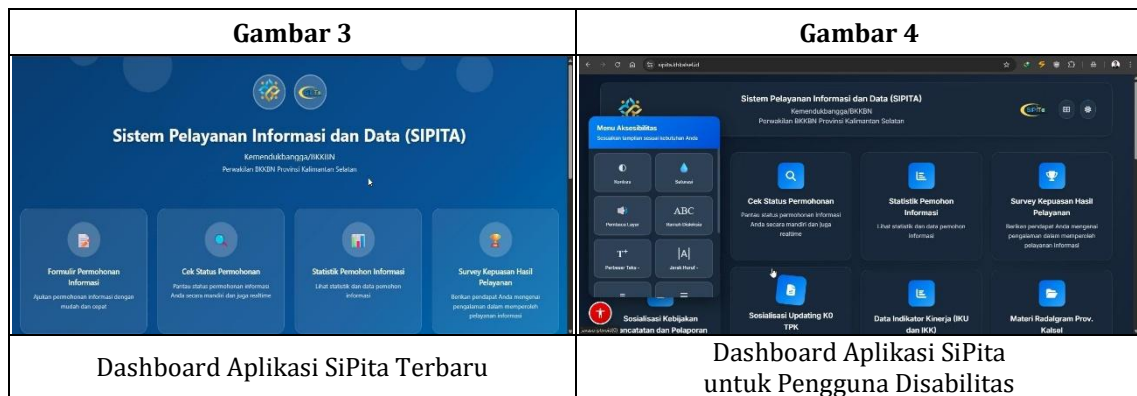 Gambar 3
Sistem Pelayanan Informasi dan Data (SIPITA)
Kemendukbangga/BKKBN
Perwakilan BKKBN Provinsi Kalimantan Selatan
Formulir Permohonan
Informasi
Ajukan permohonan informasi dengan
mudah dan cepat
Cek Status Permohonan
Pantau status permohonan informasi
Anda secara mandiri dan juga realtime
Statistik Pemohon Informasi
Lihat statistik dan data pemohon
informasi
Survey Kepuasan Hasil
Pelayanan
Berikan pendapat Anda mengenai
pengalaman dalam memperoleh
pelayanan informasi
Dashboard Aplikasi SiPita Terbaru
Gambar 4
Sistem Pelayanan Informasi dan Data (SIPITA)
Kemendukbangga/BKKBN
Perwakilan BKKBN Provinsi Kalimantan Selatan
SiPiTa
Menu Aksesibilitas
Sesuaikan tampilan sesuai kebutuhan Anda
Kontras
Saturasi
Pembaca Layar
ABC
Ramah Disleksia
T+
Perbesar Teks
|A|
Jarak Huruf
Cek Status Permohonan
Pantau status permohonan informasi
Anda secara mandiri dan juga
realtime
Statistik Pemohon
Informasi
Lihat statistik dan data pemohon
informasi
Survey Kepuasan Hasil
Pelayanan
Berikan pendapat Anda mengenai
pengalaman dalam memperoleh
pelayanan informasi
Sosialisasi Kebijakan
ancatatan dan Pelaporan
Sosialisasi Updating K0
TPK
Data Indikator Kinerja (IKU
dan IKK)
Materi Radalgram Prov.
Kalsel
Dashboard Aplikasi SiPita
untuk Pengguna Disabilitas